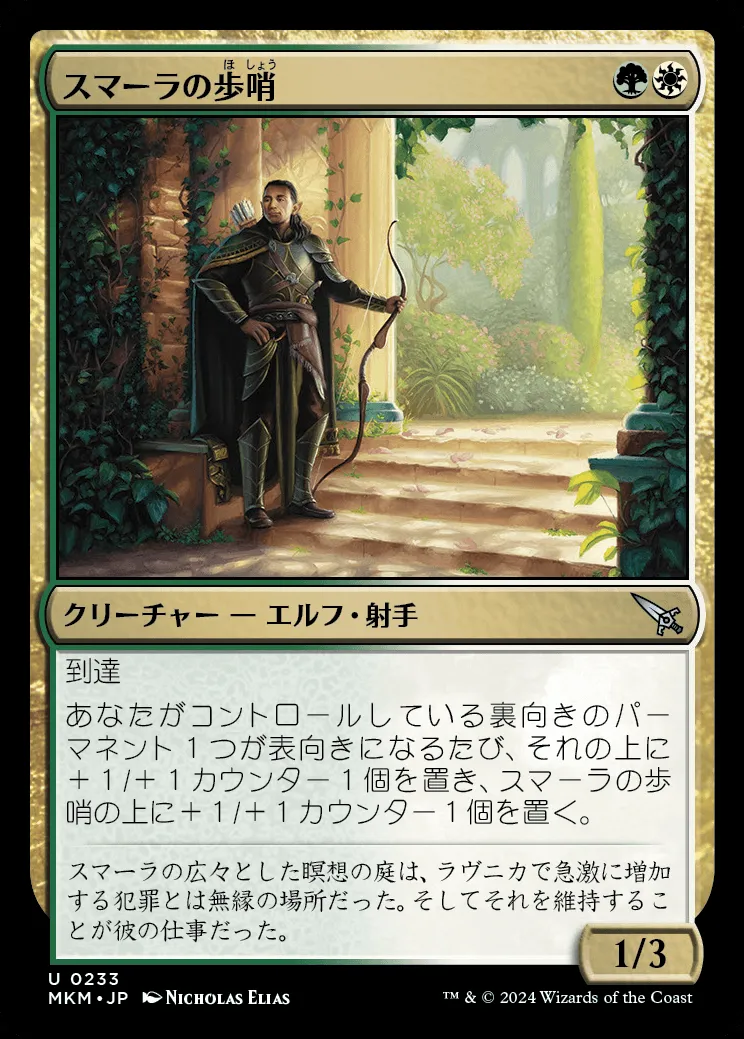 スマーラの歩哨
ほ しょう
クリーチャー — エルフ・射手
到達
あなたがコントロールしている裏向きのパー
マネント１つが表向きになるたび、それの上に
＋１/＋１カウンター１個を置き、スマーラの歩
哨の上に＋１/＋１カウンター１個を置く。
スマーラの広々とした瞑想の庭は、ラヴニカで急激に増加
する犯罪とは無縁の場所だった。そしてそれを維持するこ
とが彼の仕事だった。
1/3
U 0233
MKM • JP Nicholas Elias
™ & © 2024 Wizards of the Coast